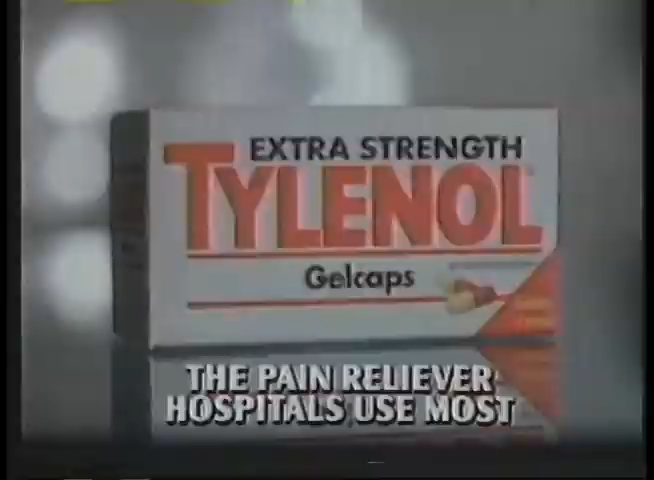 EXTRA STRENGTH
TYLENOL
Gelcaps
THE PAIN RELIEVER
HOSPITALS USE MOST